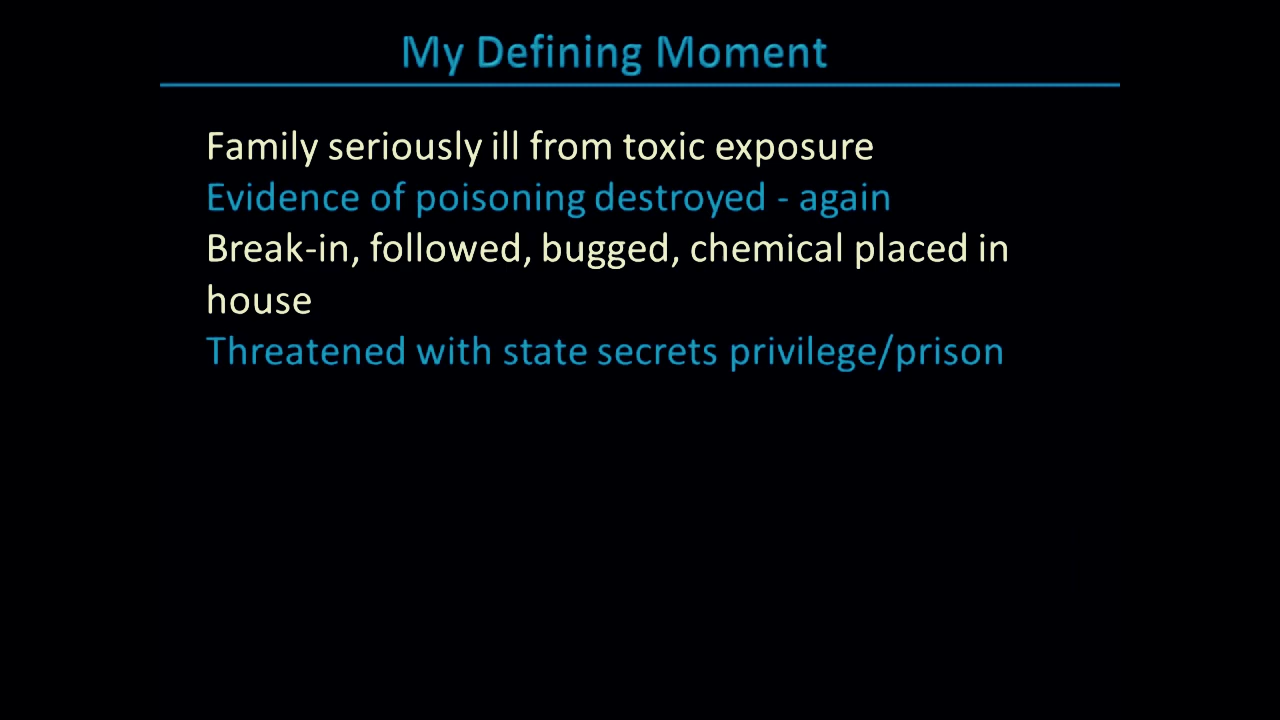 My Defining Moment
Family seriously ill from toxic exposure
Evidence of poisoning destroyed - again
Break-in, followed, bugged, chemical placed in
house
Threatened with state secrets privilege/prison